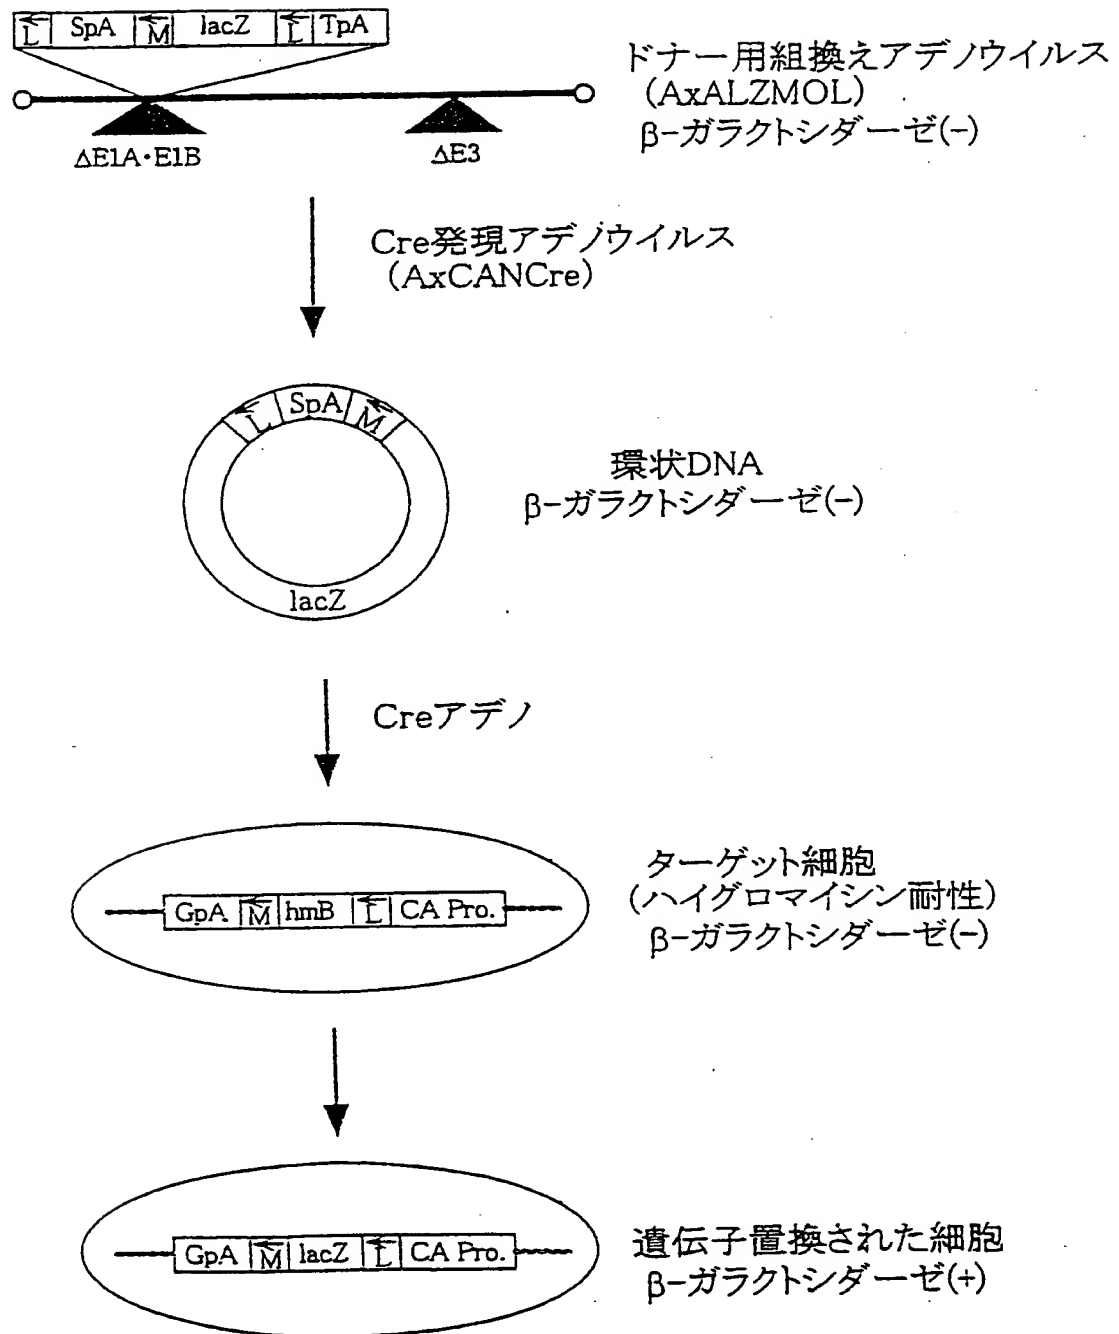 L SpA M lacZ L TpA
ドナー用組換えアデノウイルス
(AxALZMOL)
β-ガラクトシダーゼ(-)
ΔE1A・E1B
ΔE3
Cre発現アデノウイルス
(AxCANCre)
L SpA M
lacZ
環状DNA
β-ガラクトシダーゼ(-)
Creアデノ
GpA M hmB L CA Pro.
ターゲット細胞
(ハイグロマイシン耐性)
β-ガラクトシダーゼ(-)
GpA M lacZ L CA Pro.
遺伝子置換された細胞
β-ガラクトシダーゼ(+)